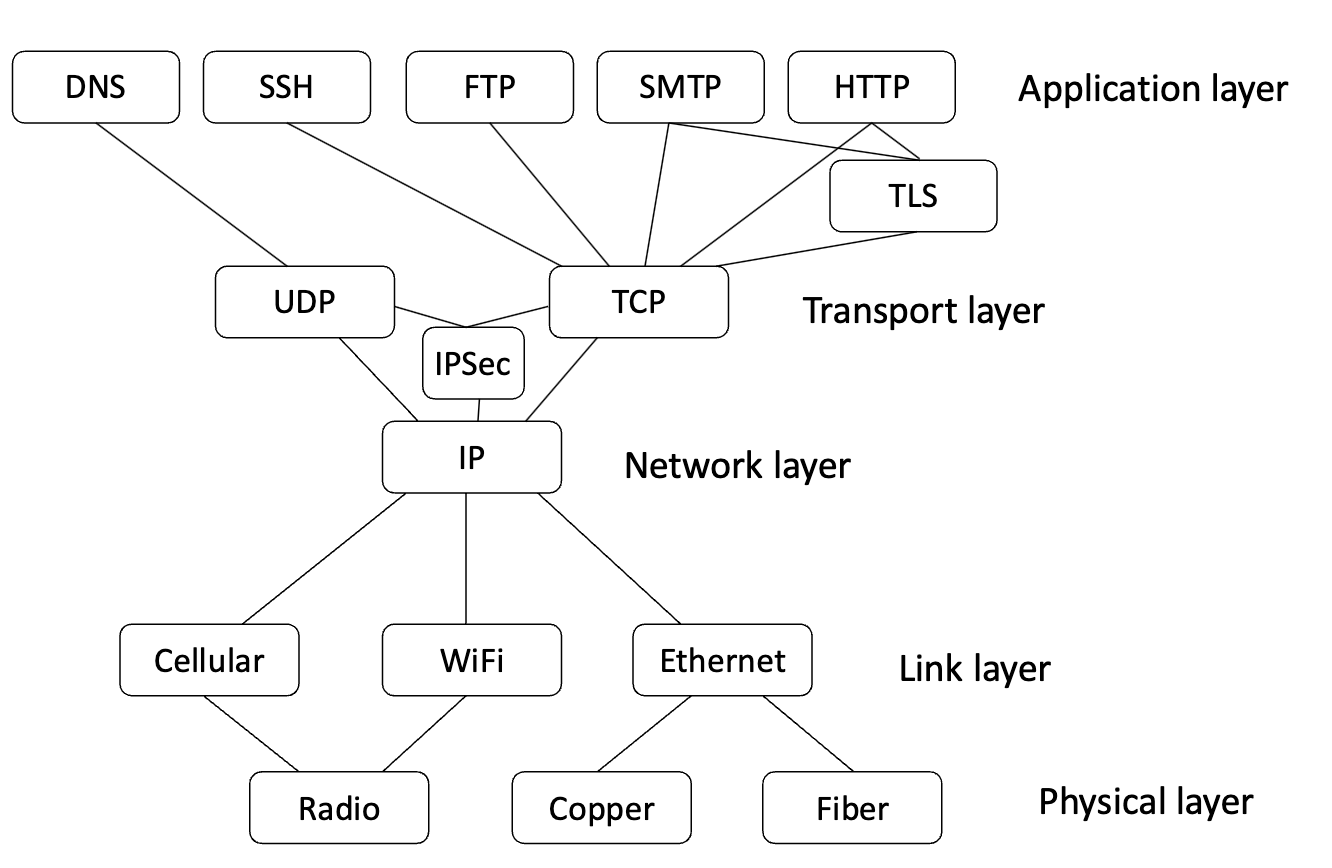 DNS
SSH
FTP
SMTP
HTTP
Application layer
TLS
UDP
TCP
Transport layer
IPSec
IP
Network layer
Cellular
WiFi
Ethernet
Link layer
Radio
Copper
Fiber
Physical layer